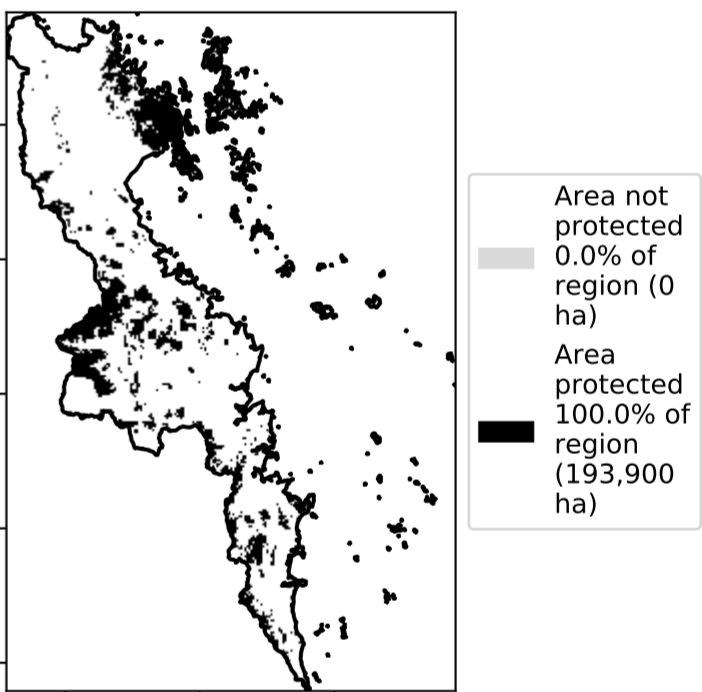 Area not
protected
0.0% of
region (0
ha)
Area
protected
100.0% of
region
(193,900
ha)